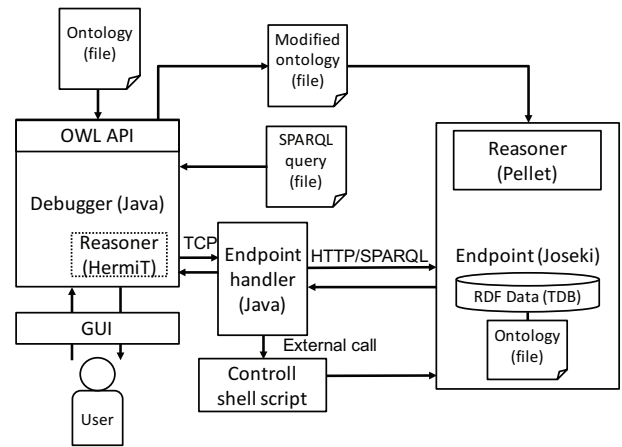 Ontology
(file)
Modified
ontology
(file)
OWL API
SPARQL
query
(file)
Reasoner
(Pellet)
Debugger (Java)
Reasoner
(HermiT)
TCP
Endpoint
handler
(Java)
HTTP/SPARQL
Endpoint (Joseki)
RDF Data (TDB)
GUI
Ontology
(file)
External call
Controll
shell script
User